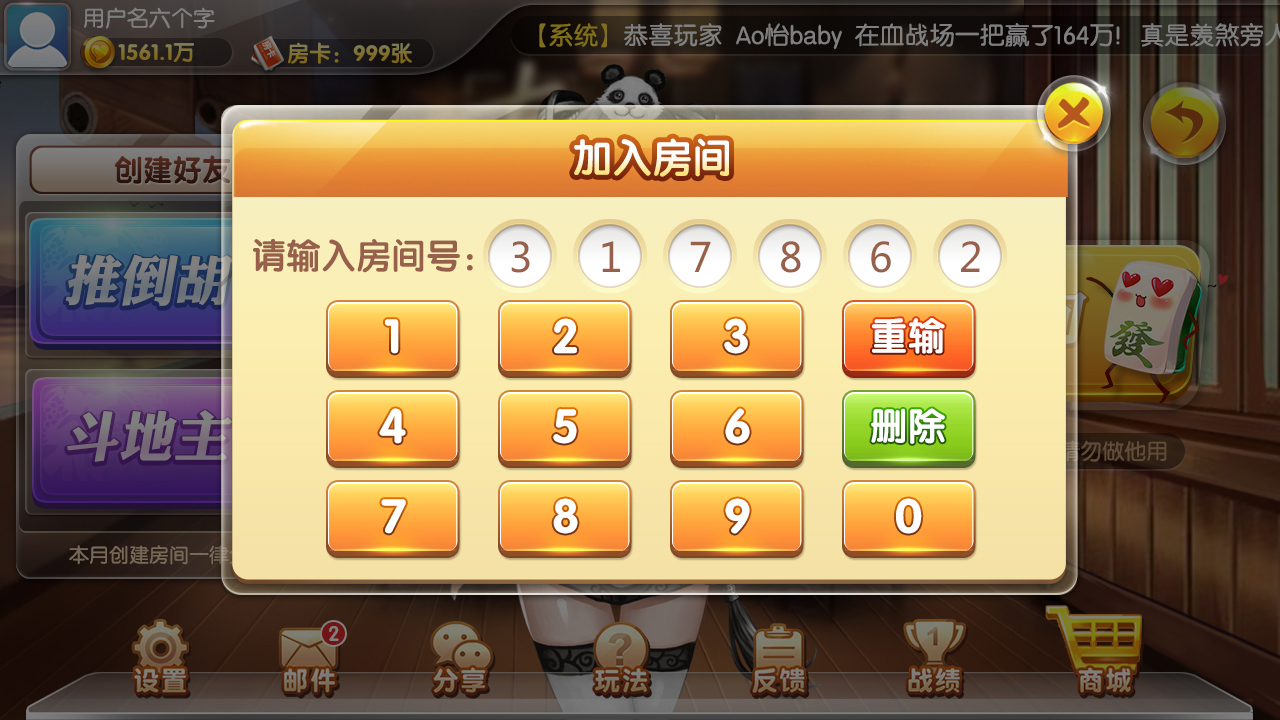 用户名六个字
1561.1万
房卡：999张
【系统】恭喜玩家 Ao怡baby 在血战场一把赢了164万! 真是羡煞旁人
加入房间
创建好友
请输入房间号：3 1 7 8 6 2
推倒胡
1 2 3 重输
發
4 5 6 删除
斗地主
请勿做他用
7 8 9 0
本月创建房间一律
2
设置 邮件 分享 玩法 反馈 战绩 商城